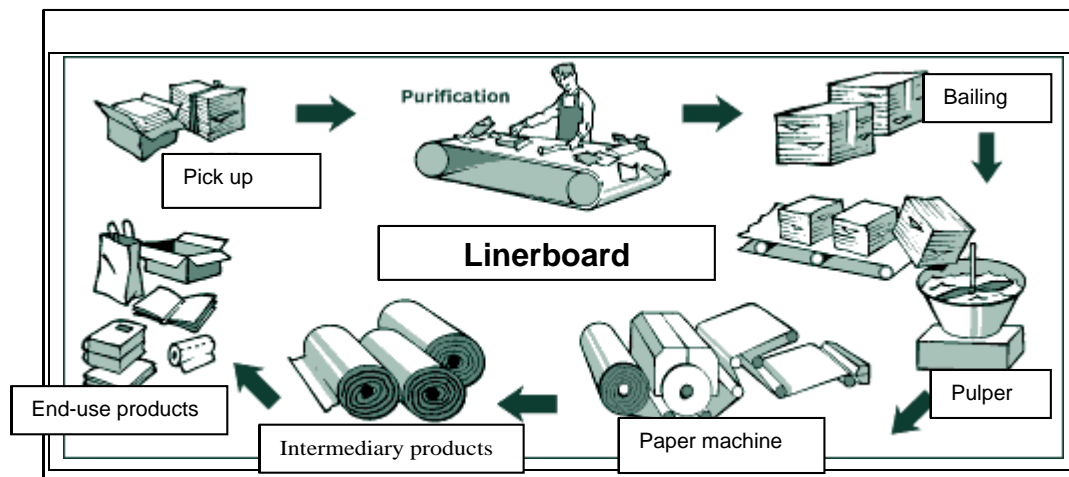 Purification
Bailing
Pick up
Linerboard
Pulper
End-use products
Intermediary products
Paper machine